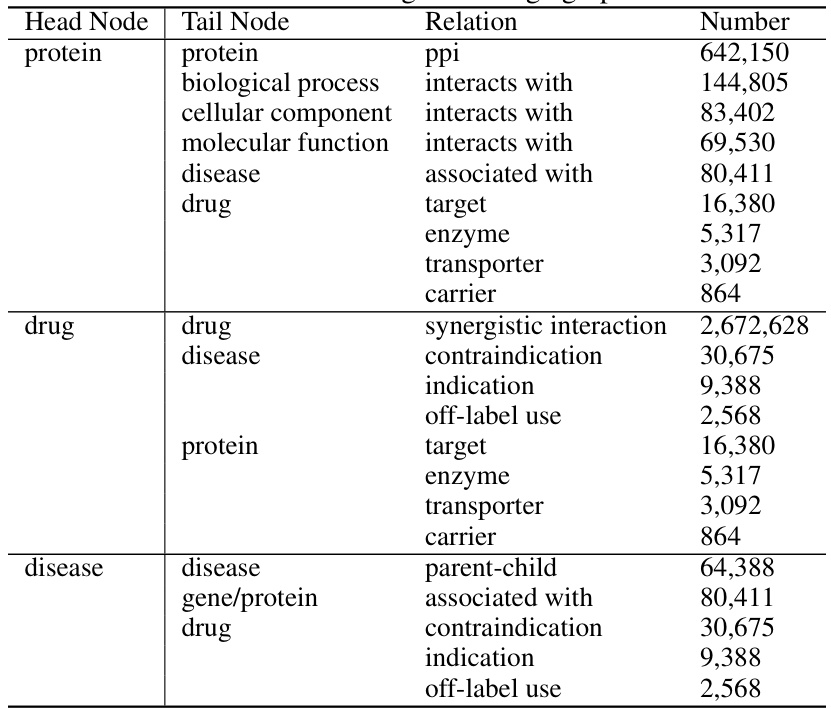 Head Node Tail Node Relation Number
protein protein ppi 642,150
biological process interacts with 144,805
cellular component interacts with 83,402
molecular function interacts with 69,530
disease associated with 80,411
drug target 16,380
enzyme 5,317
transporter 3,092
carrier 864
drug drug synergistic interaction 2,672,628
disease contraindication 30,675
indication 9,388
off-label use 2,568
protein target 16,380
enzyme 5,317
transporter 3,092
carrier 864
disease disease parent-child 64,388
gene/protein associated with 80,411
drug contraindication 30,675
indication 9,388
off-label use 2,568